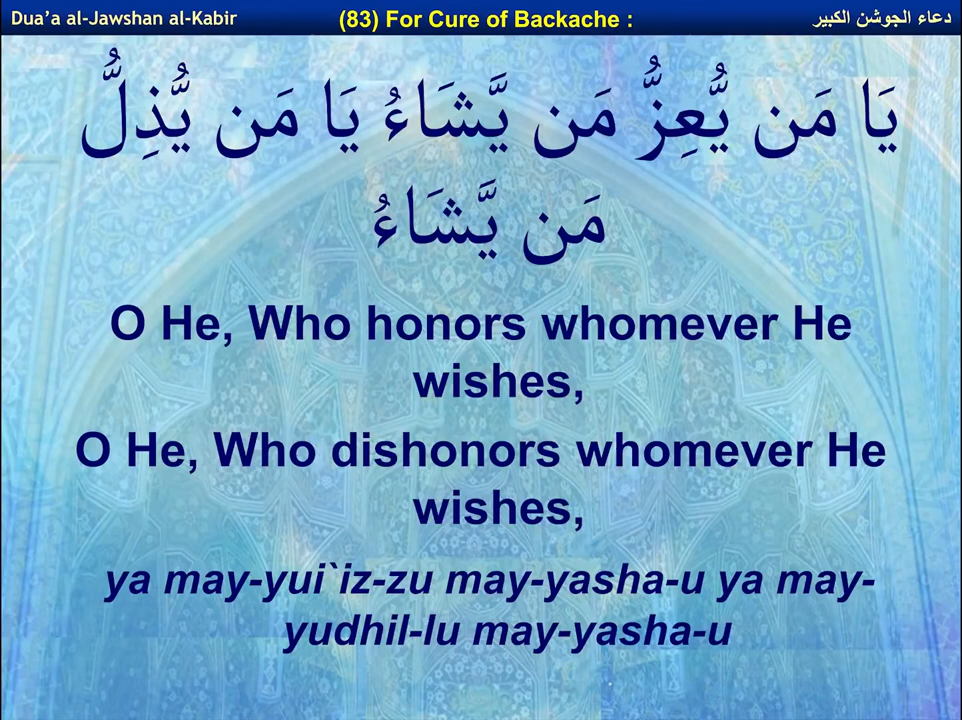 Dua’a al-Jawshan al-Kabir (83) For Cure of Backache : دعاء الجوشن الكبير
يَا مَن يُّعِزُّ مَن يَّشَاءُ يَا مَن يُّذِلُّ
مَن يَّشَاءُ
O He, Who honors whomever He
wishes,
O He, Who dishonors whomever He
wishes,
ya may-yui`iz-zu may-yasha-u ya may-
yudhil-lu may-yasha-u